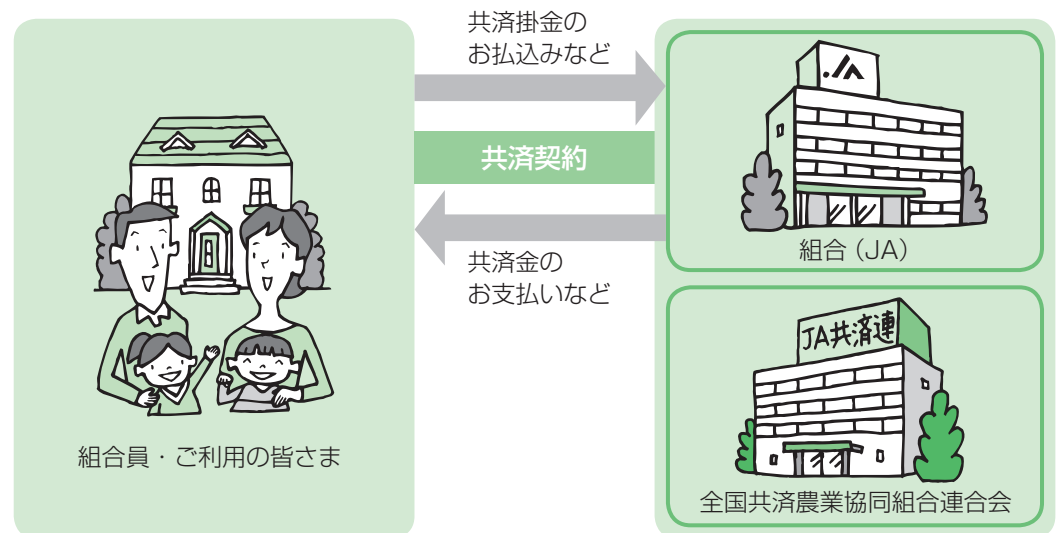 共済掛金の
お払込みなど
共済契約
共済金の
お支払いなど
組合員・ご利用の皆さま
JA
組合（JA）
JA共済連
全国共済農業協同組合連合会